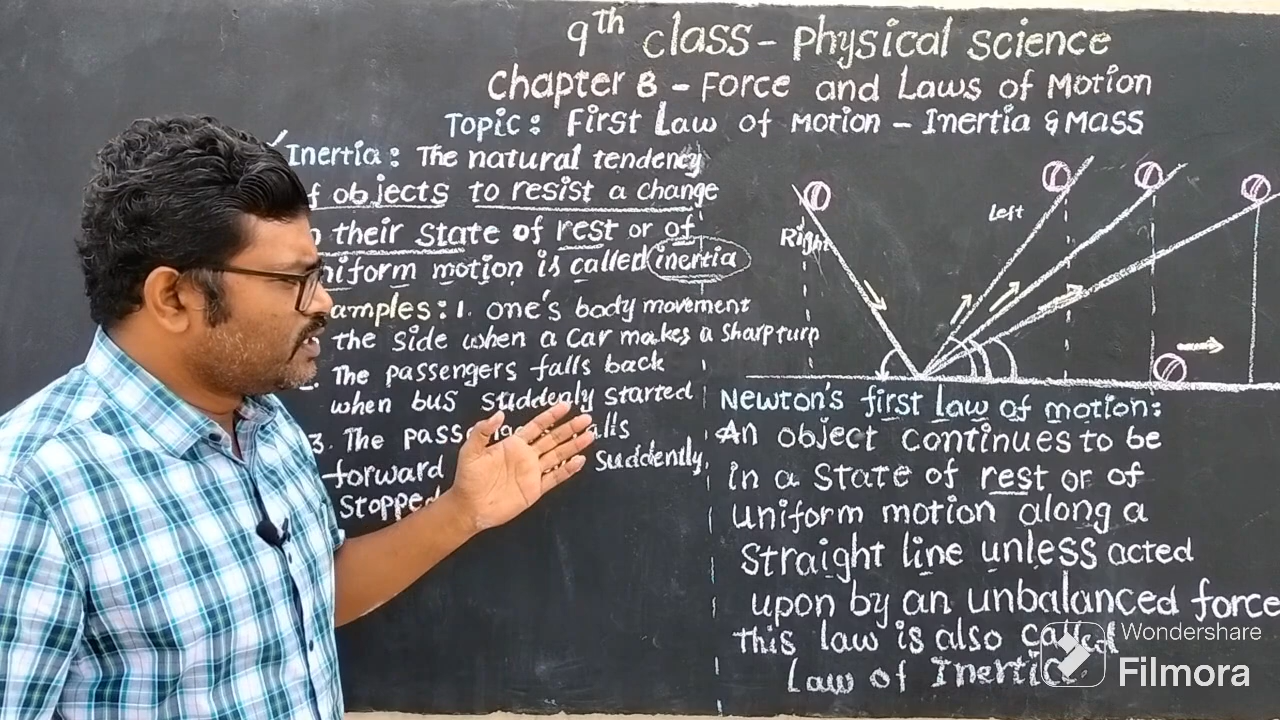 9th class - Physical science
Chapter 8 - Force and Laws of Motion
Topic: First Law of Motion - Inertia & Mass
Inertia: The natural tendency
of objects to resist a change
their state of rest or of
uniform motion is called inertia
amples: 1. one's body movement
the side when a car makes a sharp turn
2. The passengers falls back
when bus suddenly started
3. The pass alls
forward suddenly
stopped
Right
Left
Newton's first law of motion:
An object continues to be
in a state of rest or of
uniform motion along a
straight line unless acted
upon by an unbalanced force
this law is also called
Law of Inertia.
Wondershare
Filmora